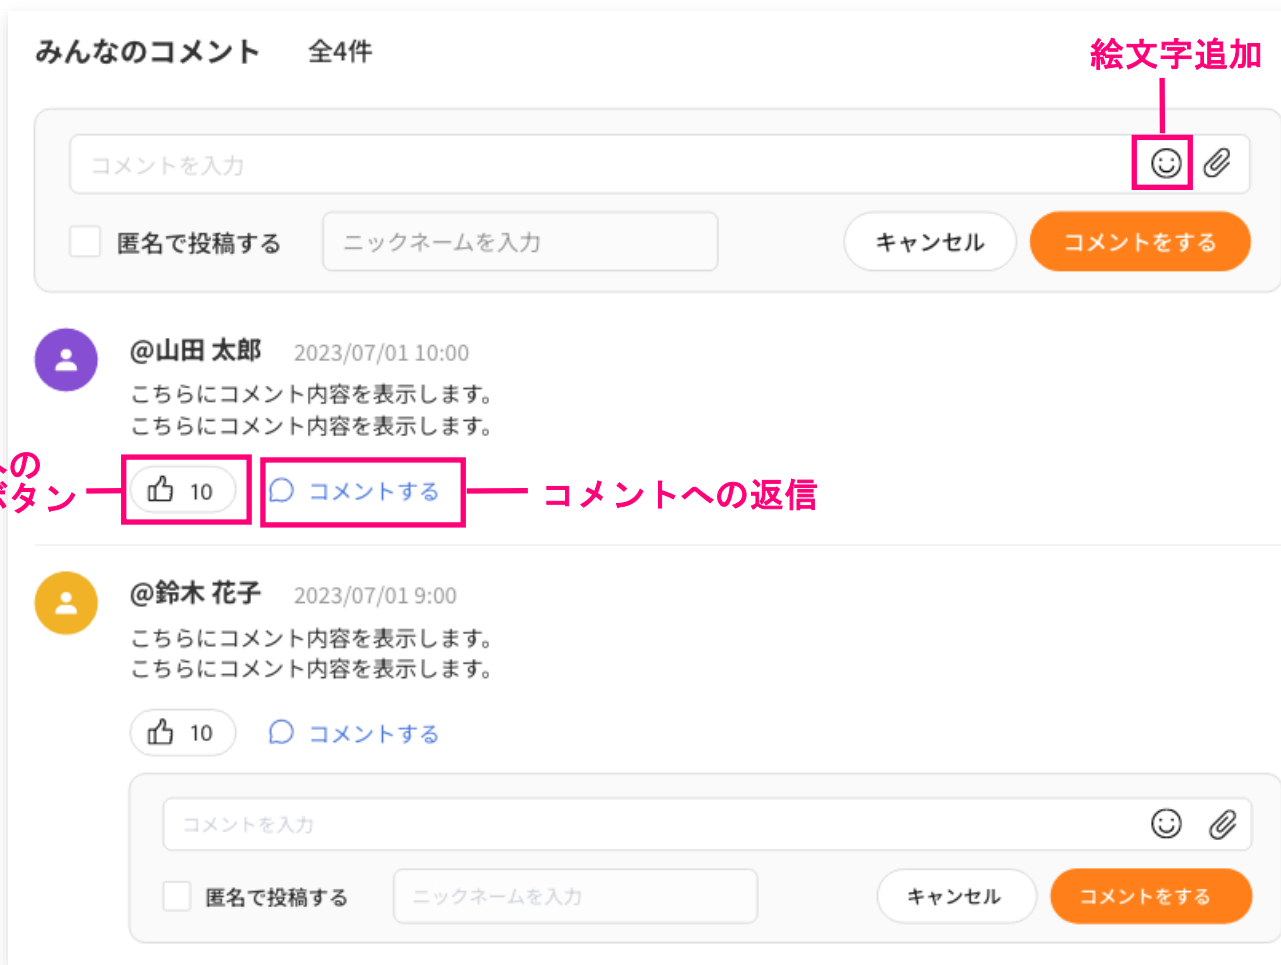 みんなのコメント 全4件
絵文字追加
コメントを入力
匿名で投稿する ニックネームを入力 キャンセル コメントをする
@山田 太郎 2023/07/01 10:00
こちらにコメント内容を表示します。
こちらにコメント内容を表示します。
への
ボタン
10 コメントする コメントへの返信
@鈴木 花子 2023/07/01 9:00
こちらにコメント内容を表示します。
こちらにコメント内容を表示します。
10 コメントする
コメントを入力
匿名で投稿する ニックネームを入力 キャンセル コメントをする